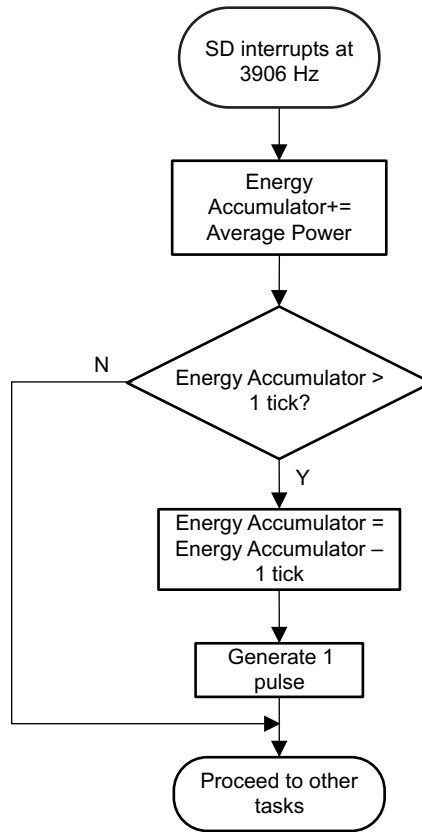 SD interrupts at
3906 Hz
Energy
Accumulator+=
Average Power
N
Energy Accumulator >
1 tick?
Y
Energy Accumulator =
Energy Accumulator –
1 tick
Generate 1
pulse
Proceed to other
tasks